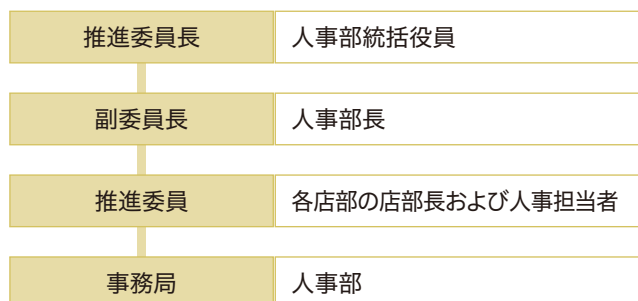 推進委員長 人事部統括役員
副委員長 人事部長
推進委員 各店部の店部長および人事担当者
事務局 人事部